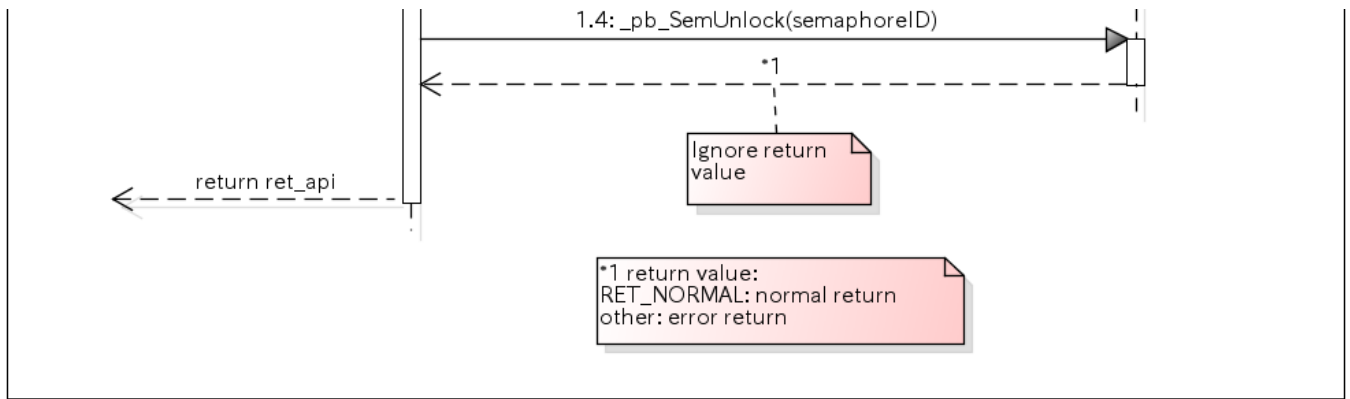 1.4: _pb_SemUnlock(semaphoreID)
*1
Ignore return
value
return ret_api
*1 return value:
RET_NORMAL: normal return
other: error return